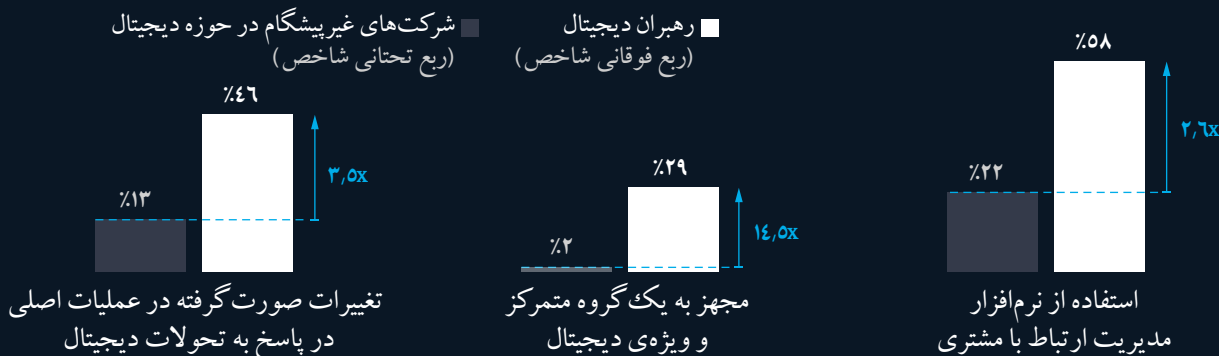 رهبران دیجیتال
(ربع فوقانی شاخص)
شرکت‌های غیرپیشگام در حوزه دیجیتال
(ربع تحتانی شاخص)
٪۵۸
۲٫۶x
٪۲۲
استفاده از نرم‌افزار
مدیریت ارتباط با مشتری
٪۲۹
۱٤٫۵x
٪۲
مجهز به یک گروه متمرکز
و ویژه‌ی دیجیتال
٪٤۶
۳٫۵x
٪۱۳
تغییرات صورت گرفته در عملیات اصلی
در پاسخ به تحولات دیجیتال